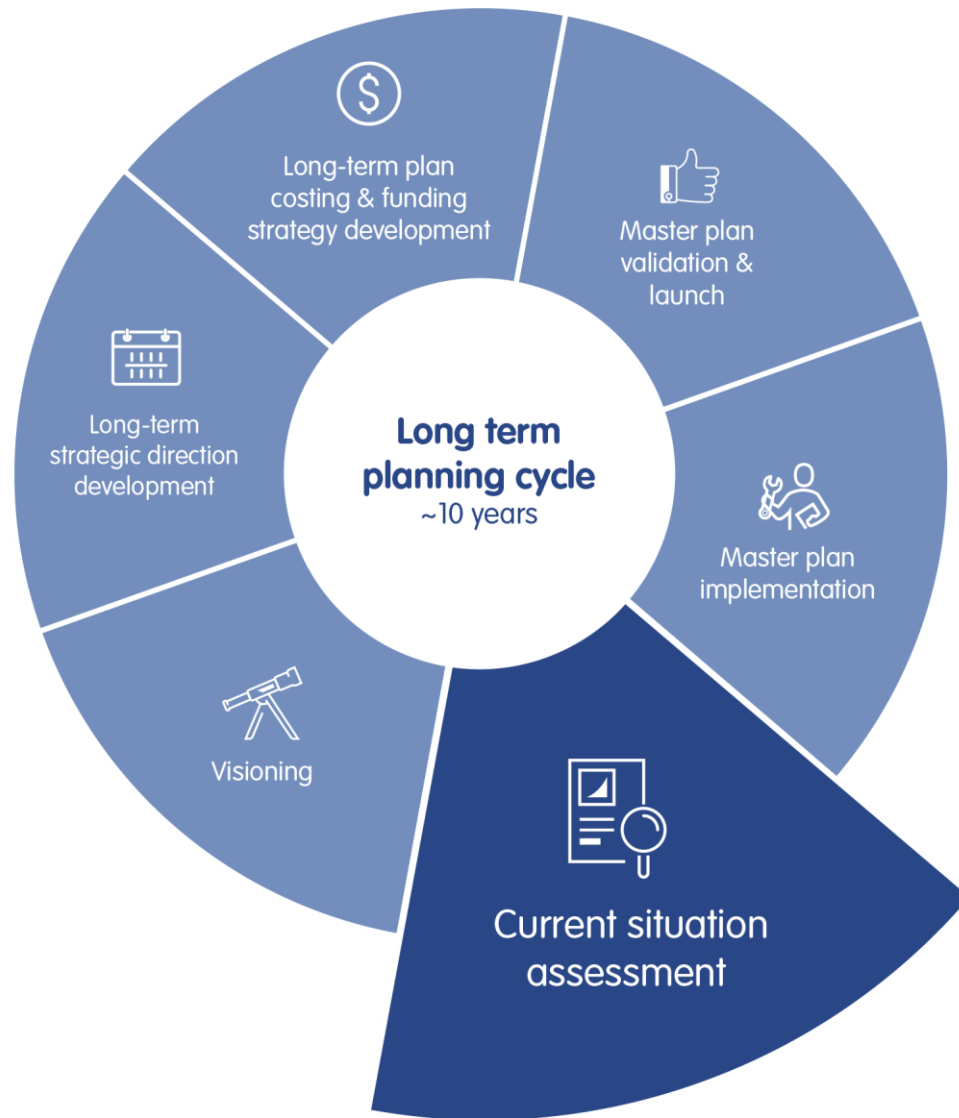 Long-term plan
costing & funding
strategy development
Master plan
validation &
launch
Long-term
strategic direction
development
Long term
planning cycle
~10 years
Master plan
implementation
Visioning
Current situation
assessment